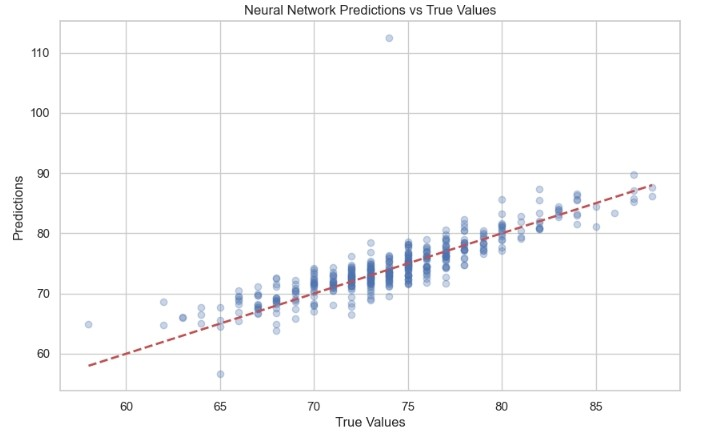 Neural Network Predictions vs True Values
110
100
90
80
70
60
Predictions
60 65 70 75 80 85
True Values